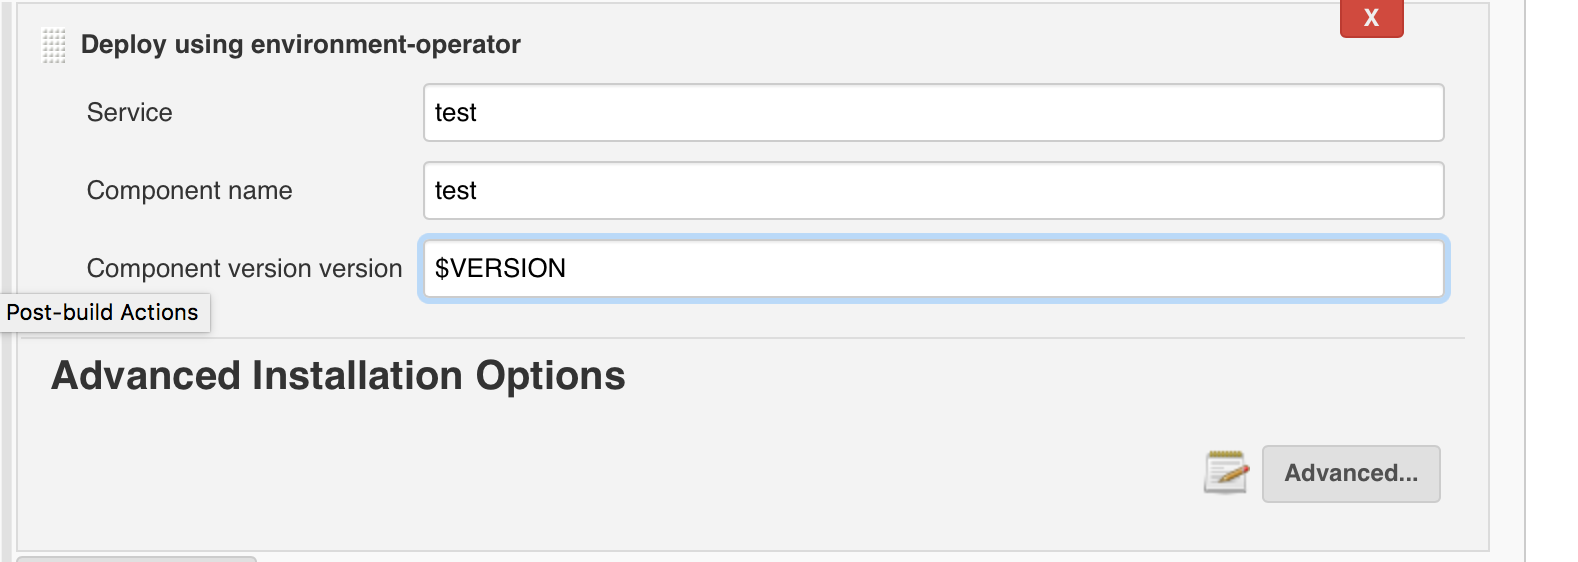 X
Deploy using environment-operator
Service test
Component name test
Component version version $VERSION
Post-build Actions
Advanced Installation Options
Advanced...